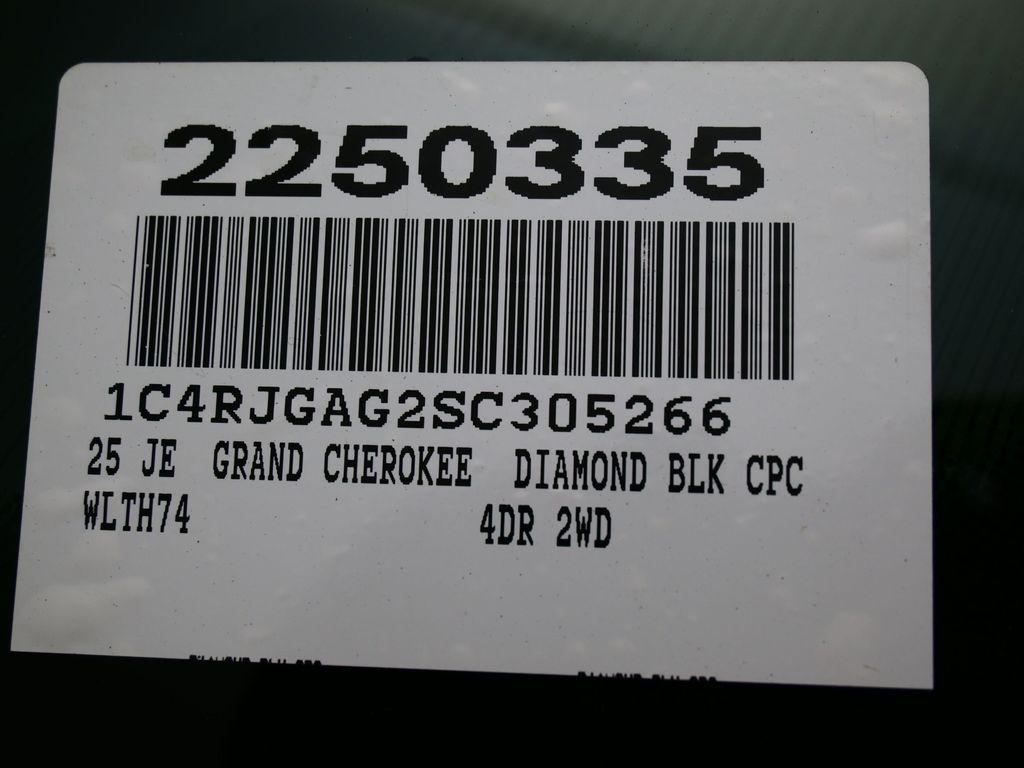 2250335
1C4RJGAG2SC305266
25 JE GRAND CHEROKEE DIAMOND BLK CPC
WLTH74 4DR 2WD